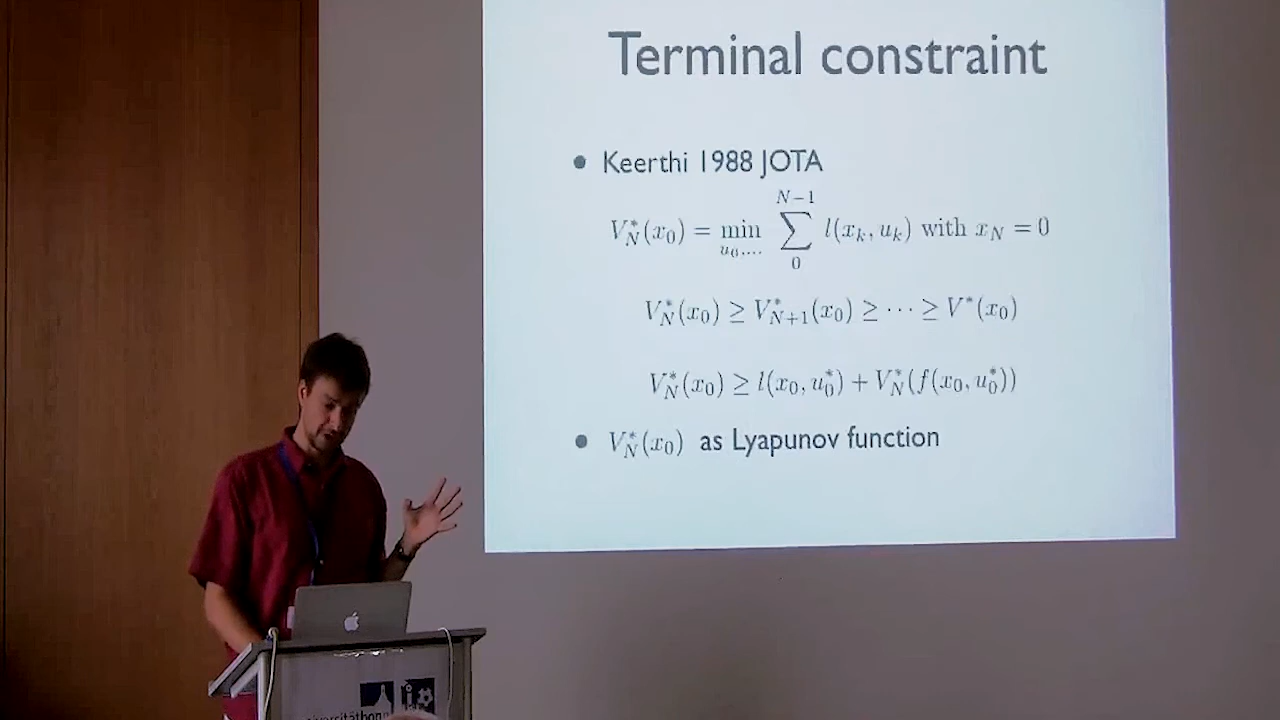 Terminal constraint
• Keerthi 1988 JOTA
V*_N(x_0) = min_{u_0,...} ∑_0^{N−1} l(x_k, u_k) with x_N = 0
V*_N(x_0) ≥ V*_{N+1}(x_0) ≥ ··· ≥ V*(x_0)
V*_N(x_0) ≥ l(x_0, u*_0) + V*_N(f(x_0, u*_0))
• V*_N(x_0) as Lyapunov function